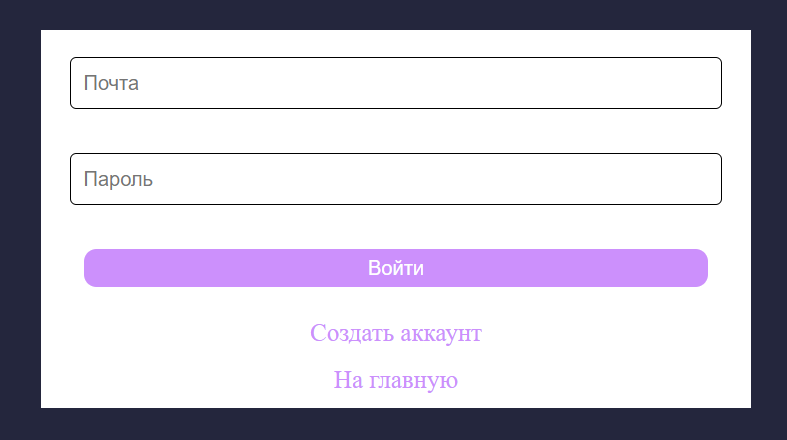 Почта
Пароль
Войти
Создать аккаунт
На главную